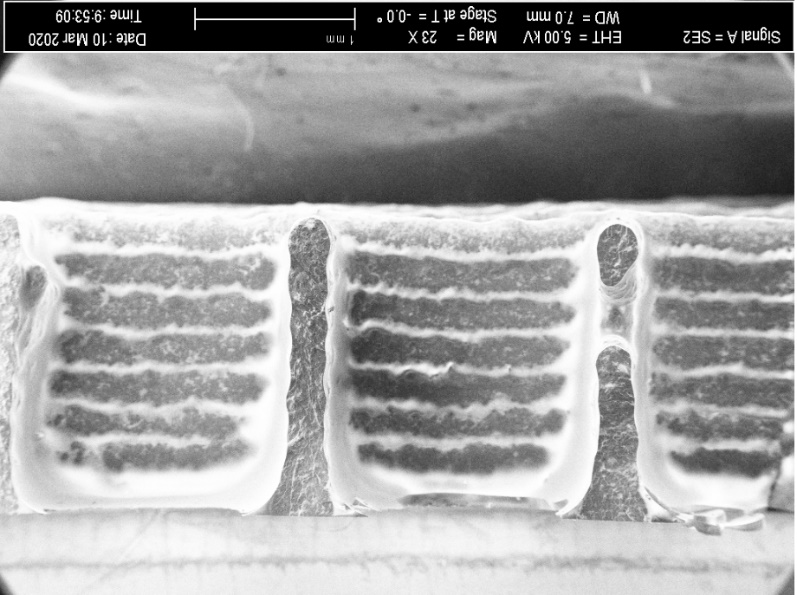 Signal A = SE2 EHT = 5.00 kV Mag = 23 X 1 mm Date :10 Mar 2020
WD = 7.0 mm Stage at T = -0.0 ° Time :9:53:09